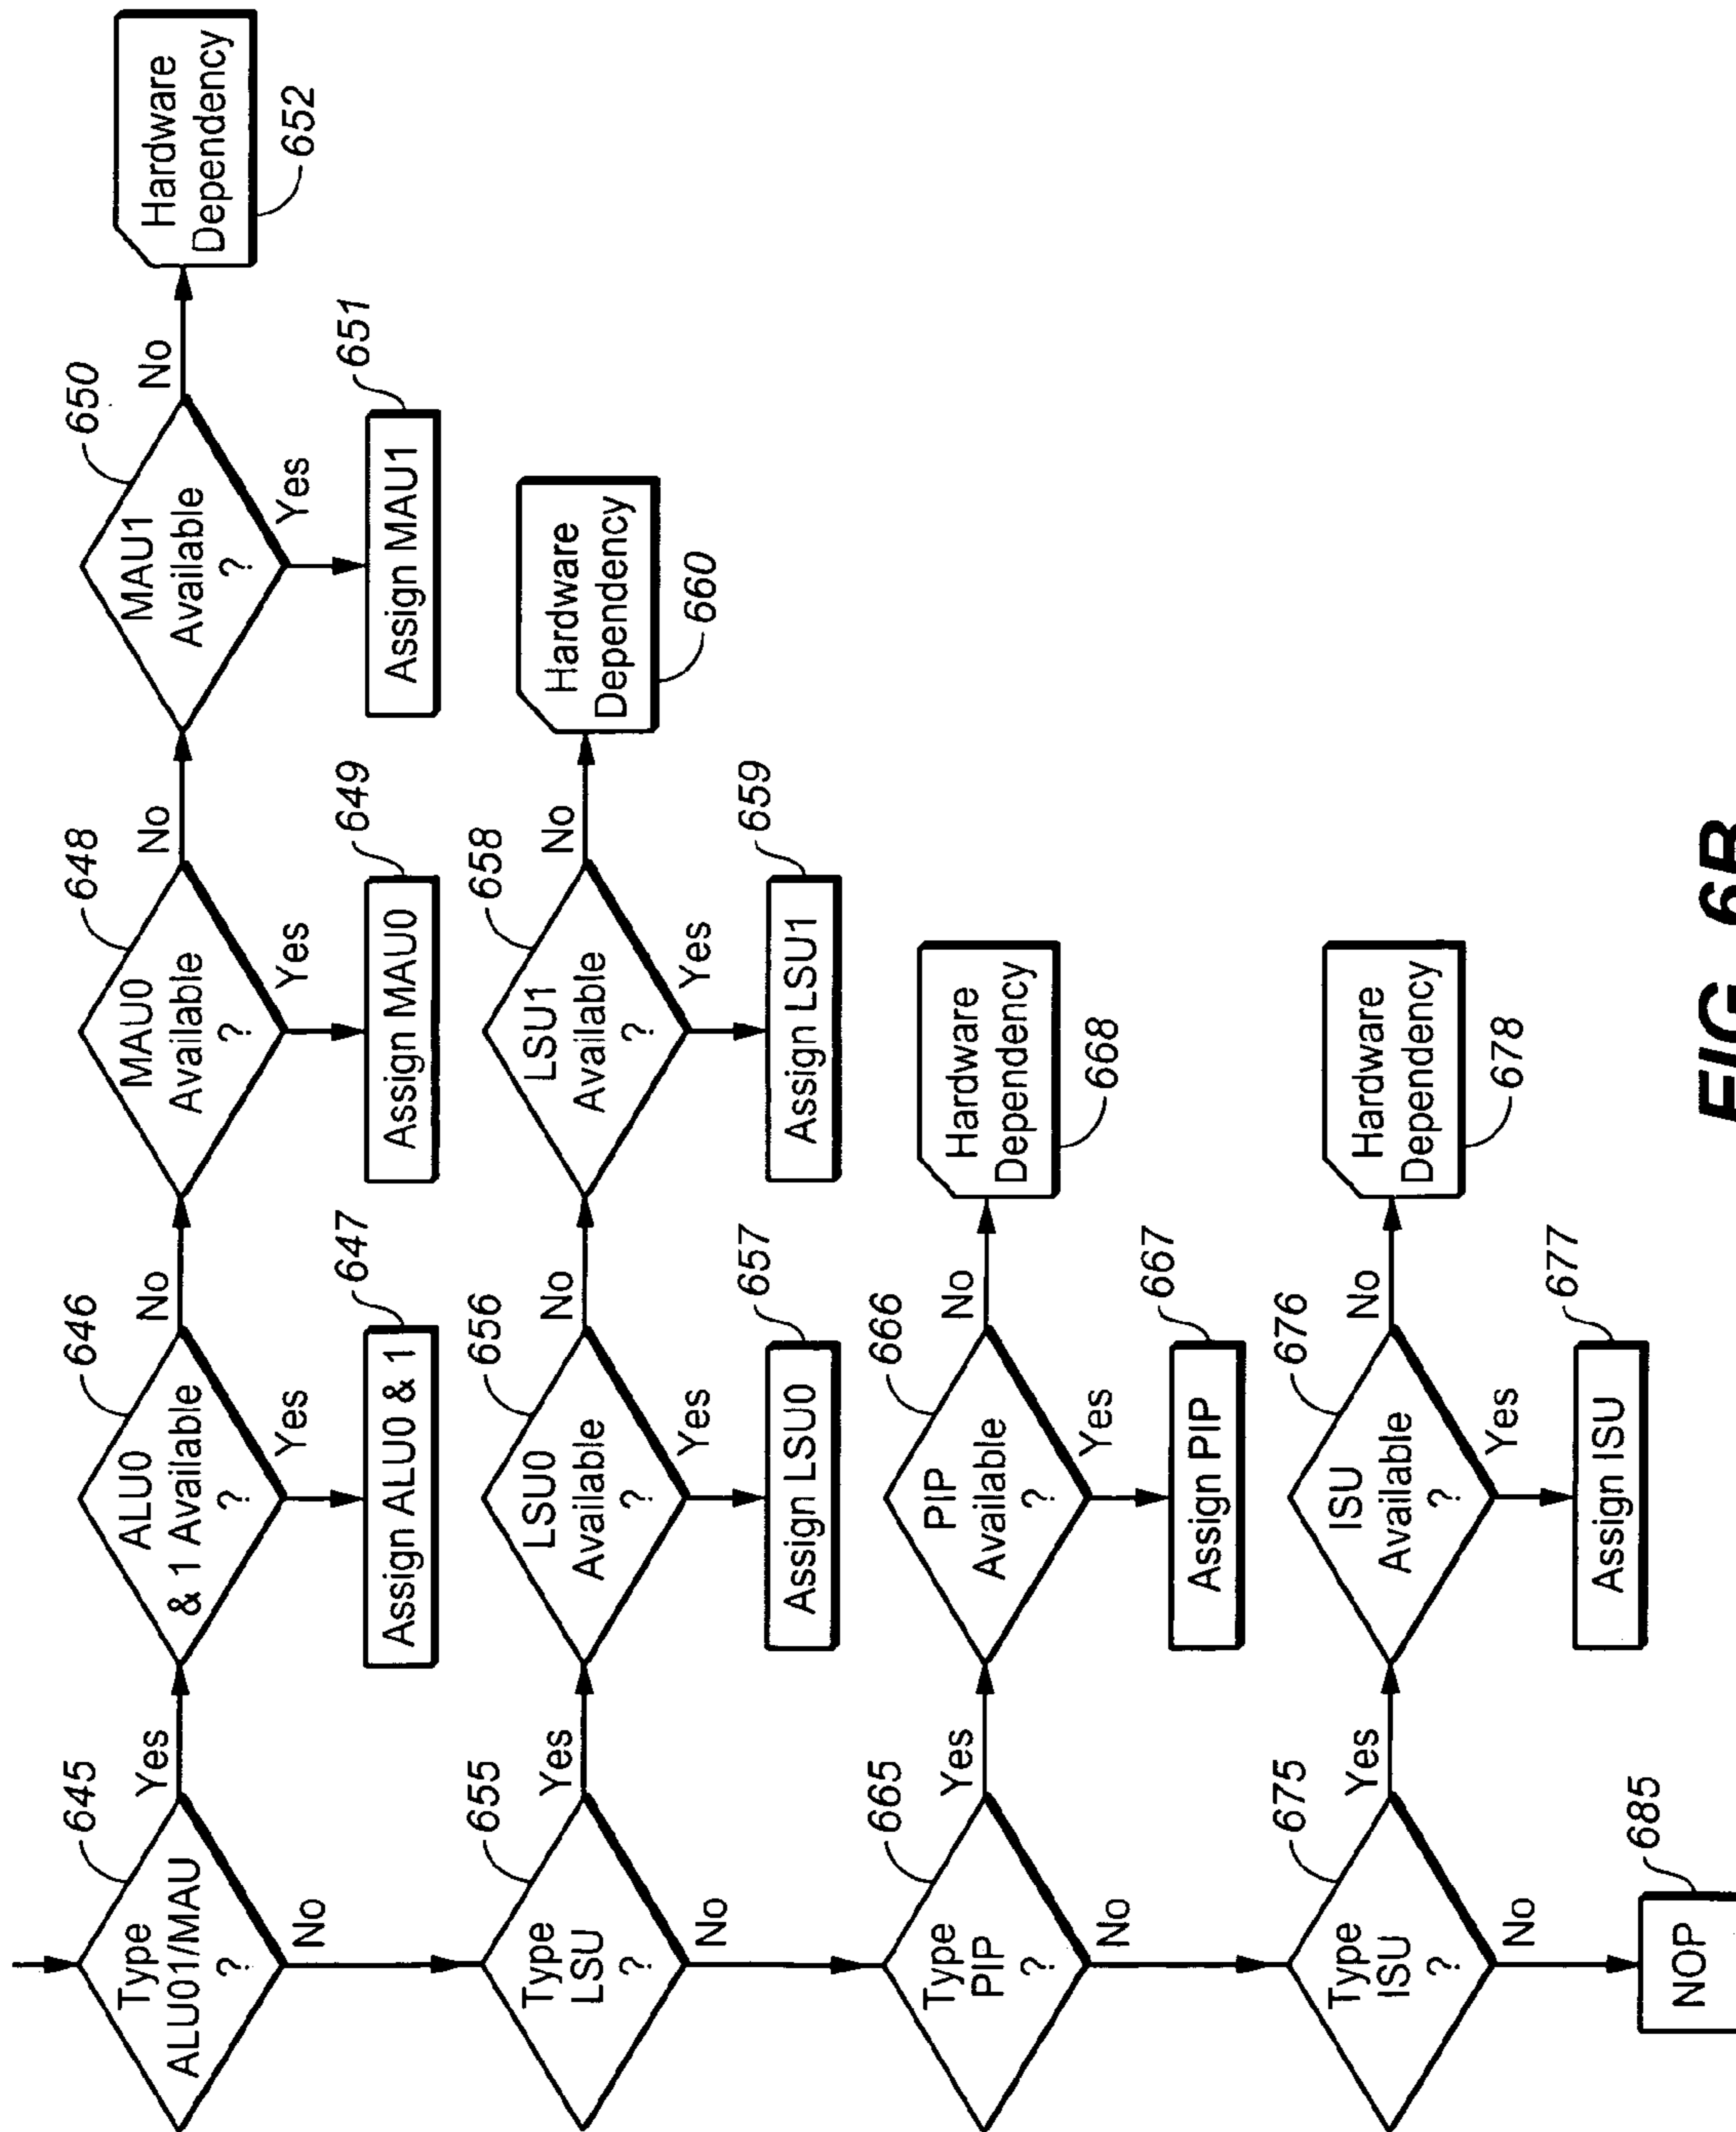 Type
ALU01/MAU
?
645
Yes
No
ALU0
& 1 Available
?
646
No
Yes
Assign ALU0 & 1
647
MAU0
Available
?
648
No
Yes
Assign MAU0
649
MAU1
Available
?
650
No
Yes
Assign MAU1
651
Hardware
Dependency
652
Type
LSU
?
655
Yes
No
LSU0
Available
?
656
No
Yes
Assign LSU0
657
LSU1
Available
?
658
No
Yes
Assign LSU1
659
Hardware
Dependency
660
Type
PIP
?
665
Yes
No
PIP
Available
?
666
No
Yes
Assign PIP
667
Hardware
Dependency
668
Type
ISU
?
675
Yes
No
ISU
Available
?
676
No
Yes
Assign ISU
677
Hardware
Dependency
678
NOP
685
FIG. 6B